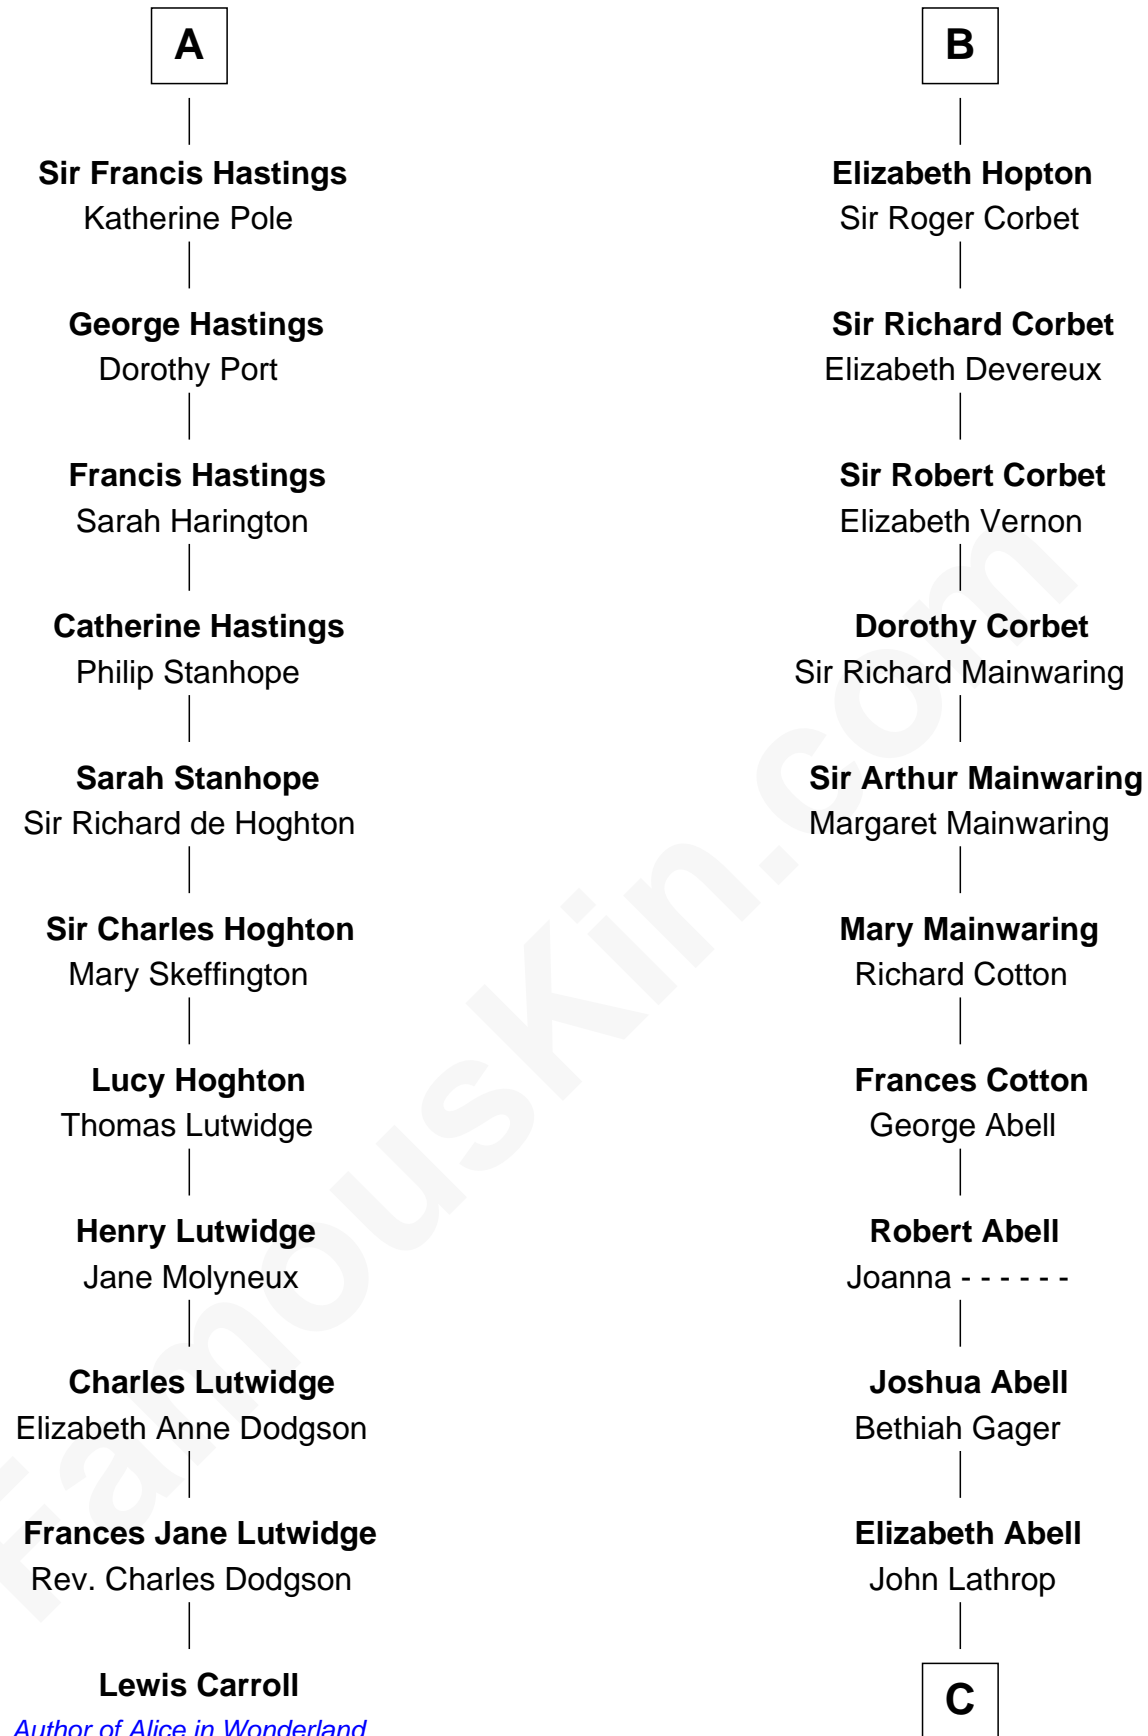 A
Sir Francis Hastings
Katherine Pole
George Hastings
Dorothy Port
Francis Hastings
Sarah Harington
Catherine Hastings
Philip Stanhope
Sarah Stanhope
Sir Richard de Hoghton
Sir Charles Hoghton
Mary Skeffington
Lucy Hoghton
Thomas Lutwidge
Henry Lutwidge
Jane Molyneux
Charles Lutwidge
Elizabeth Anne Dodgson
Frances Jane Lutwidge
Rev. Charles Dodgson
Lewis Carroll
Author of Alice in Wonderland
B
Elizabeth Hopton
Sir Roger Corbet
Sir Richard Corbet
Elizabeth Devereux
Sir Robert Corbet
Elizabeth Vernon
Dorothy Corbet
Sir Richard Mainwaring
Sir Arthur Mainwaring
Margaret Mainwaring
Mary Mainwaring
Richard Cotton
Frances Cotton
George Abell
Robert Abell
Joanna - - - - - -
Joshua Abell
Bethiah Gager
Elizabeth Abell
John Lathrop
C
FamousKin.com